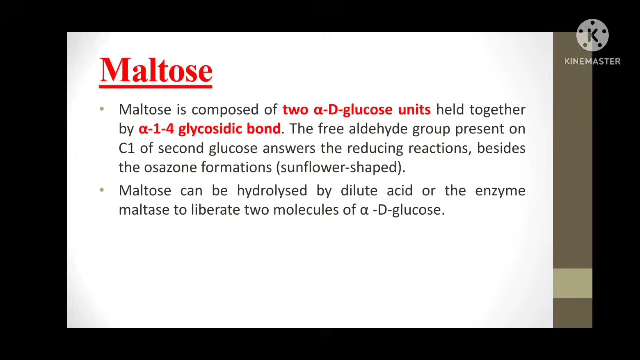 K
KINEMASTER
Maltose
• Maltose is composed of two α-D-glucose units held together
by α-1-4 glycosidic bond. The free aldehyde group present on
C1 of second glucose answers the reducing reactions, besides
the osazone formations (sunflower-shaped).
• Maltose can be hydrolysed by dilute acid or the enzyme
maltase to liberate two molecules of α -D-glucose.